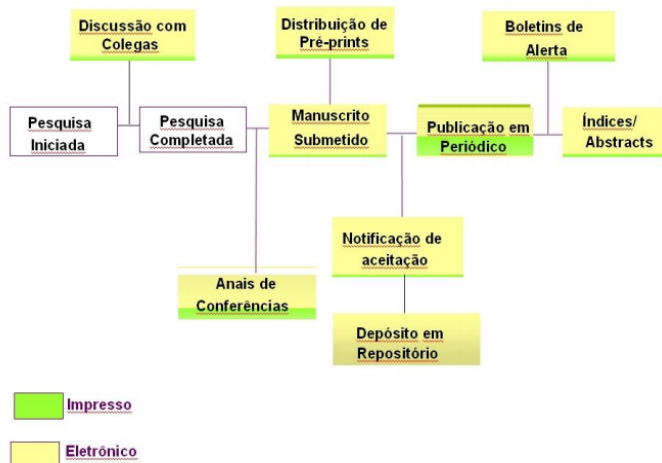 Discussão com
Colegas
Distribuição de
Pré-prints
Boletins de
Alerta
Pesquisa
Iniciada
Pesquisa
Completada
Manuscrito
Submetido
Publicação em
Periódico
Índices/
Abstracts
Notificação de
aceitação
Anais de
Conferências
Depósito em
Repositório
Impresso
Eletrônico